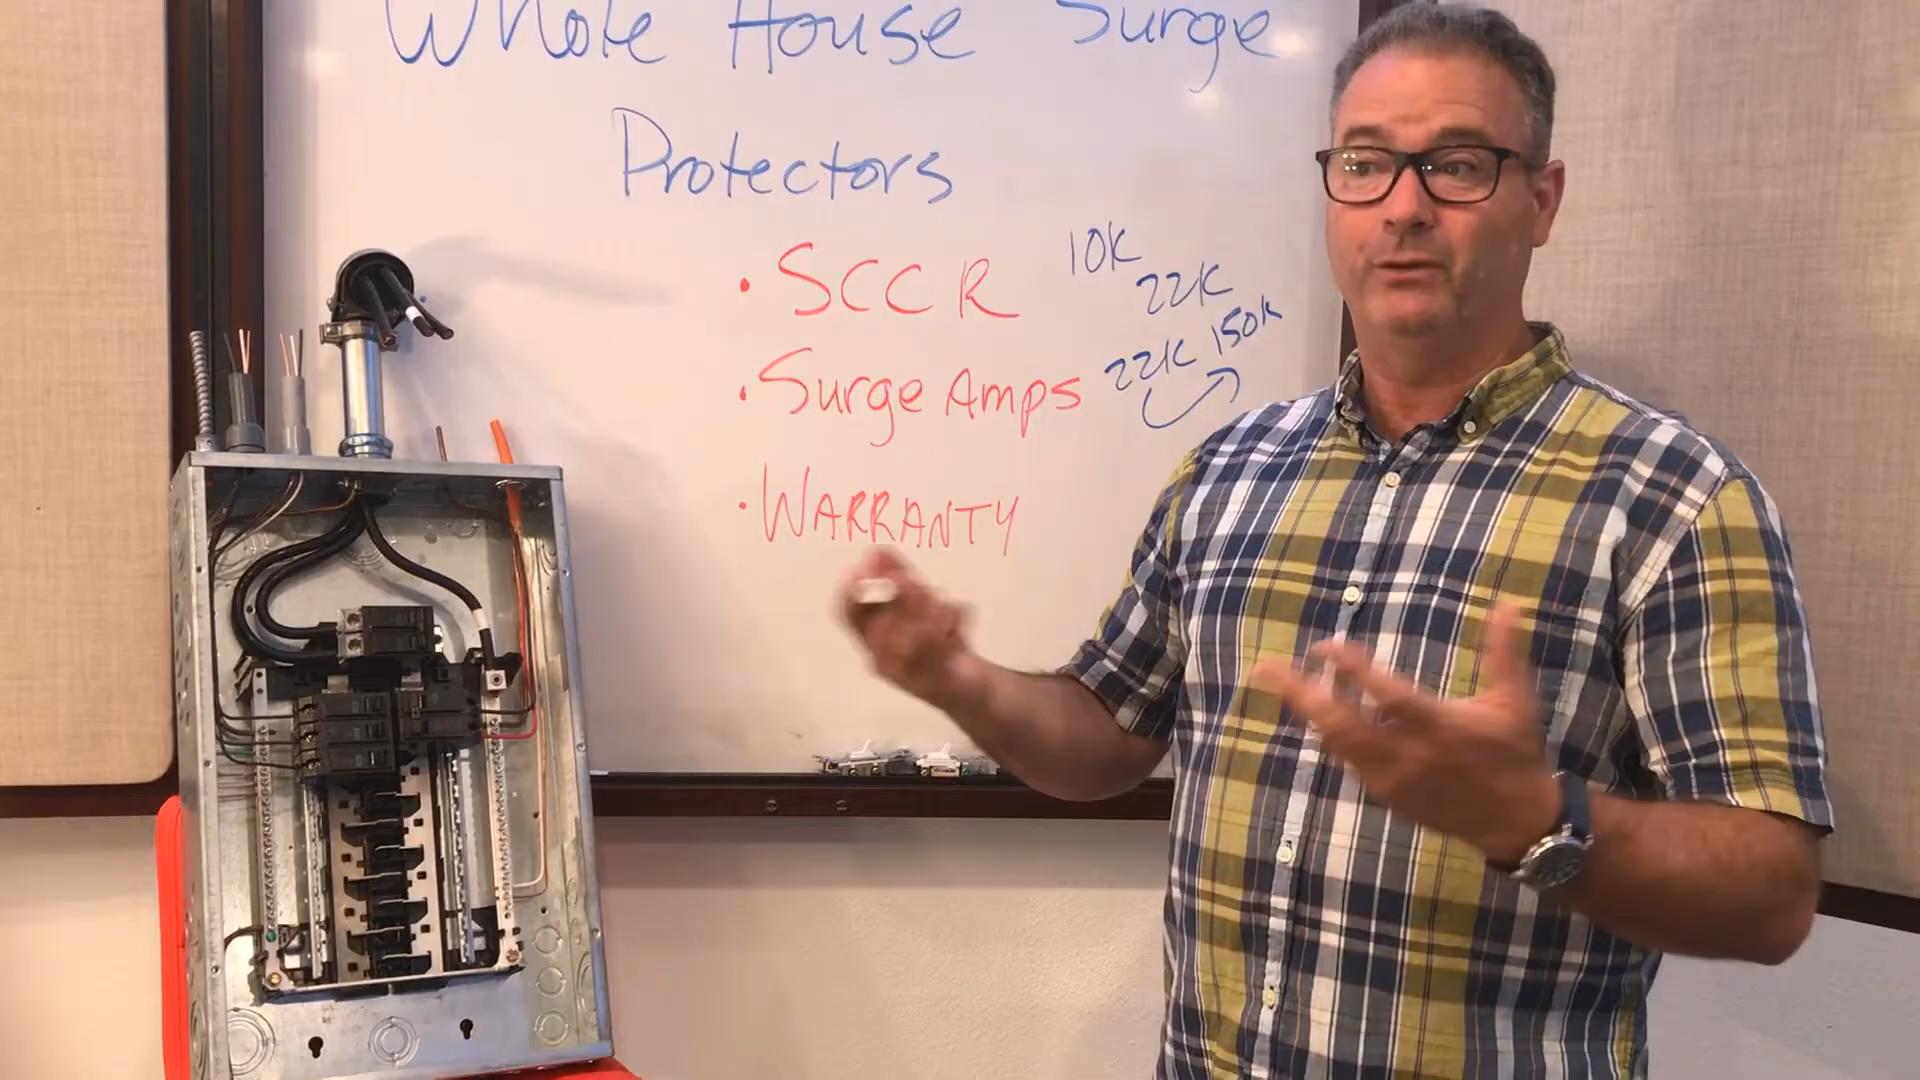 Whole House Surge
Protectors
• SCCR 10K 22K
• Surge Amps 22K 150K
• WARRANTY